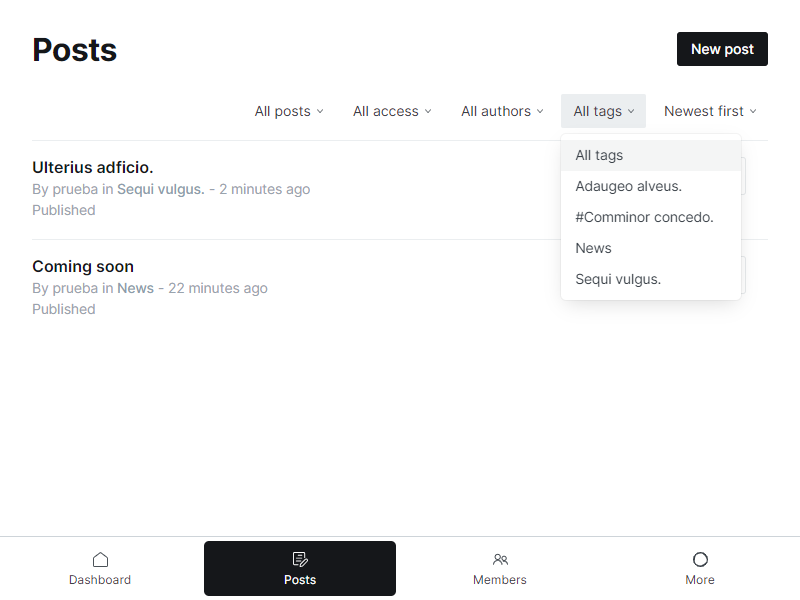 Posts
New post
All posts
All access
All authors
All tags
Newest first
All tags
Adaugeo alveus.
#Comminor concedo.
News
Sequi vulgus.
Ulterius adficio.
By prueba in Sequi vulgus. - 2 minutes ago
Published
Coming soon
By prueba in News - 22 minutes ago
Published
Dashboard
Posts
Members
More